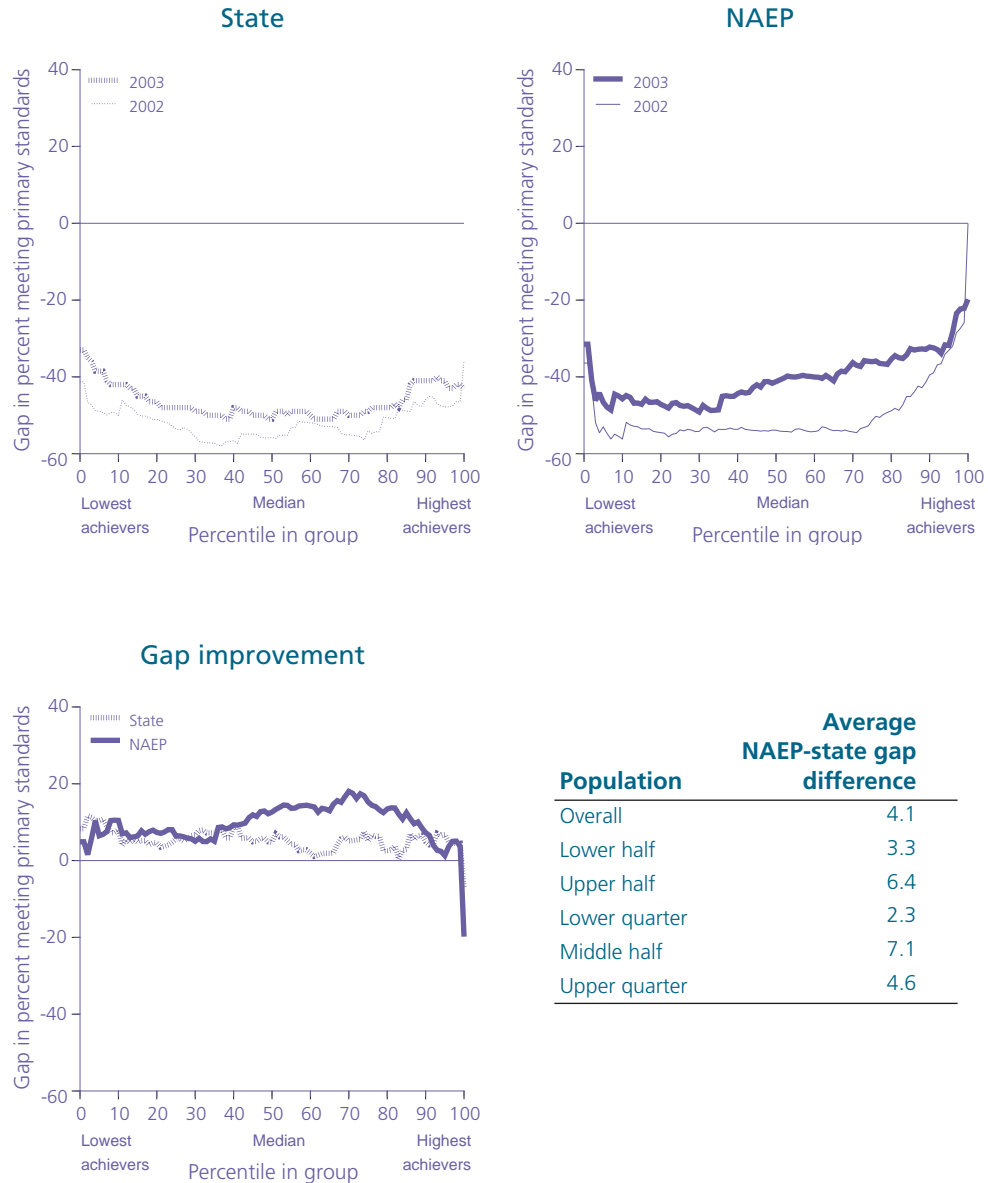 State
Gap in percent meeting primary standards
40
20
0
-20
-40
-60
2003
2002
0 10 20 30 40 50 60 70 80 90 100
Lowest achievers
Median
Highest achievers
Percentile in group
NAEP
Gap in percent meeting primary standards
40
20
0
-20
-40
-60
2003
2002
0 10 20 30 40 50 60 70 80 90 100
Lowest achievers
Median
Highest achievers
Percentile in group
Gap improvement
Gap in percent meeting primary standards
40
20
0
-20
-40
-60
State
NAEP
0 10 20 30 40 50 60 70 80 90 100
Lowest achievers
Median
Highest achievers
Percentile in group
Average
NAEP-state gap
Population difference
Overall 4.1
Lower half 3.3
Upper half 6.4
Lower quarter 2.3
Middle half 7.1
Upper quarter 4.6